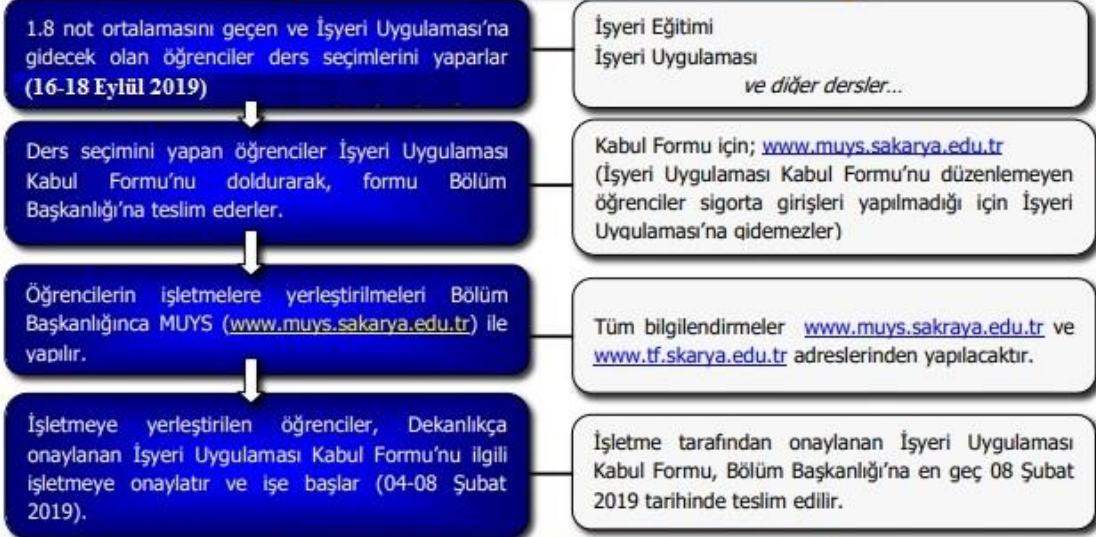 1.8 not ortalamasını geçen ve İşyeri Uygulaması’na
gidecek olan öğrenciler ders seçimlerini yaparlar
(16-18 Eylül 2019)
İşyeri Eğitimi
İşyeri Uygulaması
ve diğer dersler...
Ders seçimini yapan öğrenciler İşyeri Uygulaması
Kabul Formu’nu doldurarak, formu Bölüm
Başkanlığı’na teslim ederler.
Kabul Formu için; www.muys.sakarya.edu.tr
(İşyeri Uygulaması Kabul Formu’nu düzenlemeyen
öğrenciler sigorta girişleri yapılmadığı için İşyeri
Uygulaması’na gidemezler)
Öğrencilerin işletmelere yerleştirilmeleri Bölüm
Başkanlığınca MUYS (www.muys.sakarya.edu.tr) ile
yapılır.
Tüm bilgilendirmeler www.muys.sakraya.edu.tr ve
www.tf.skarya.edu.tr adreslerinden yapılacaktır.
İşletmeye yerleştirilen öğrenciler, Dekanlıkça
onaylanan İşyeri Uygulaması Kabul Formu’nu ilgili
işletmeye onaylatır ve işe başlar (04-08 Şubat
2019).
İşletme tarafından onaylanan İşyeri Uygulaması
Kabul Formu, Bölüm Başkanlığı’na en geç 08 Şubat
2019 tarihinde teslim edilir.